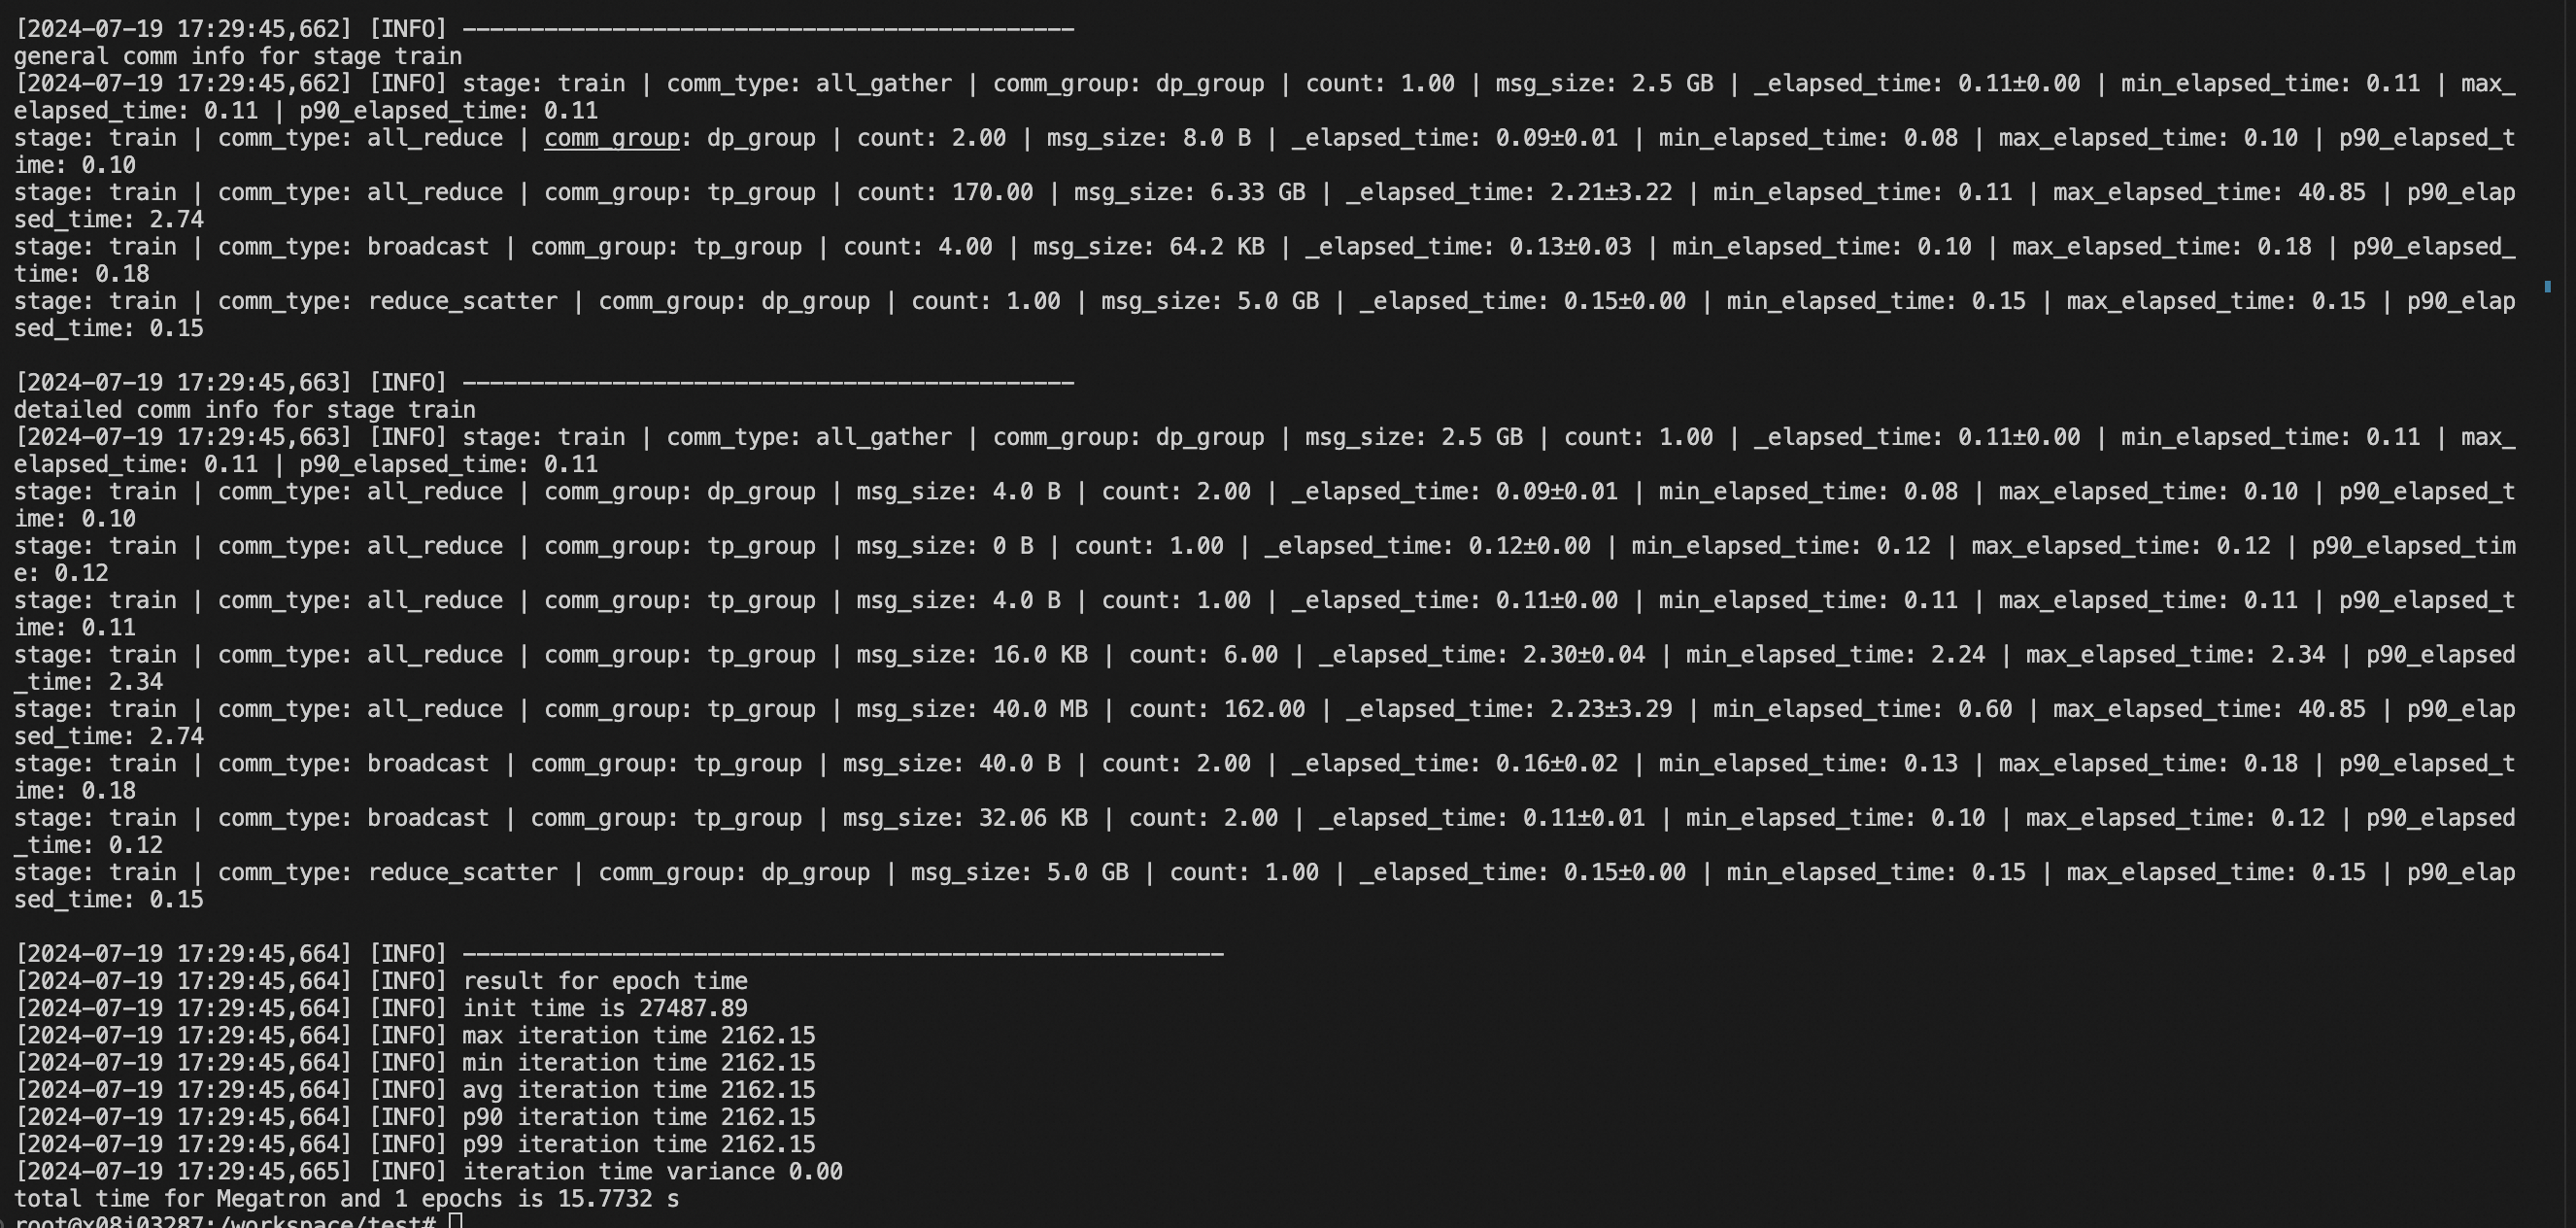 [2024-07-19 17:29:45,662] [INFO] ---------------------------------------------
general comm info for stage train
[2024-07-19 17:29:45,662] [INFO] stage: train | comm_type: all_gather | comm_group: dp_group | count: 1.00 | msg_size: 2.5 GB | _elapsed_time: 0.11±0.00 | min_elapsed_time: 0.11 | max_
elapsed_time: 0.11 | p90_elapsed_time: 0.11
stage: train | comm_type: all_reduce | comm_group: dp_group | count: 2.00 | msg_size: 8.0 B | _elapsed_time: 0.09±0.01 | min_elapsed_time: 0.08 | max_elapsed_time: 0.10 | p90_elapsed_t
ime: 0.10
stage: train | comm_type: all_reduce | comm_group: tp_group | count: 170.00 | msg_size: 6.33 GB | _elapsed_time: 2.21±3.22 | min_elapsed_time: 0.11 | max_elapsed_time: 40.85 | p90_elap
sed_time: 2.74
stage: train | comm_type: broadcast | comm_group: tp_group | count: 4.00 | msg_size: 64.2 KB | _elapsed_time: 0.13±0.03 | min_elapsed_time: 0.10 | max_elapsed_time: 0.18 | p90_elapsed_
time: 0.18
stage: train | comm_type: reduce_scatter | comm_group: dp_group | count: 1.00 | msg_size: 5.0 GB | _elapsed_time: 0.15±0.00 | min_elapsed_time: 0.15 | max_elapsed_time: 0.15 | p90_elap
sed_time: 0.15
[2024-07-19 17:29:45,663] [INFO] ---------------------------------------------
detailed comm info for stage train
[2024-07-19 17:29:45,663] [INFO] stage: train | comm_type: all_gather | comm_group: dp_group | msg_size: 2.5 GB | count: 1.00 | _elapsed_time: 0.11±0.00 | min_elapsed_time: 0.11 | max_
elapsed_time: 0.11 | p90_elapsed_time: 0.11
stage: train | comm_type: all_reduce | comm_group: dp_group | msg_size: 4.0 B | count: 2.00 | _elapsed_time: 0.09±0.01 | min_elapsed_time: 0.08 | max_elapsed_time: 0.10 | p90_elapsed_t
ime: 0.10
stage: train | comm_type: all_reduce | comm_group: tp_group | msg_size: 0 B | count: 1.00 | _elapsed_time: 0.12±0.00 | min_elapsed_time: 0.12 | max_elapsed_time: 0.12 | p90_elapsed_tim
e: 0.12
stage: train | comm_type: all_reduce | comm_group: tp_group | msg_size: 4.0 B | count: 1.00 | _elapsed_time: 0.11±0.00 | min_elapsed_time: 0.11 | max_elapsed_time: 0.11 | p90_elapsed_t
ime: 0.11
stage: train | comm_type: all_reduce | comm_group: tp_group | msg_size: 16.0 KB | count: 6.00 | _elapsed_time: 2.30±0.04 | min_elapsed_time: 2.24 | max_elapsed_time: 2.34 | p90_elapsed
_time: 2.34
stage: train | comm_type: all_reduce | comm_group: tp_group | msg_size: 40.0 MB | count: 162.00 | _elapsed_time: 2.23±3.29 | min_elapsed_time: 0.60 | max_elapsed_time: 40.85 | p90_elap
sed_time: 2.74
stage: train | comm_type: broadcast | comm_group: tp_group | msg_size: 40.0 B | count: 2.00 | _elapsed_time: 0.16±0.02 | min_elapsed_time: 0.13 | max_elapsed_time: 0.18 | p90_elapsed_t
ime: 0.18
stage: train | comm_type: broadcast | comm_group: tp_group | msg_size: 32.06 KB | count: 2.00 | _elapsed_time: 0.11±0.01 | min_elapsed_time: 0.10 | max_elapsed_time: 0.12 | p90_elapsed
_time: 0.12
stage: train | comm_type: reduce_scatter | comm_group: dp_group | msg_size: 5.0 GB | count: 1.00 | _elapsed_time: 0.15±0.00 | min_elapsed_time: 0.15 | max_elapsed_time: 0.15 | p90_elap
sed_time: 0.15
[2024-07-19 17:29:45,664] [INFO] --------------------------------------------------------
[2024-07-19 17:29:45,664] [INFO] result for epoch time
[2024-07-19 17:29:45,664] [INFO] init time is 27487.89
[2024-07-19 17:29:45,664] [INFO] max iteration time 2162.15
[2024-07-19 17:29:45,664] [INFO] min iteration time 2162.15
[2024-07-19 17:29:45,664] [INFO] avg iteration time 2162.15
[2024-07-19 17:29:45,664] [INFO] p90 iteration time 2162.15
[2024-07-19 17:29:45,664] [INFO] p99 iteration time 2162.15
[2024-07-19 17:29:45,665] [INFO] iteration time variance 0.00
total time for Megatron and 1 epochs is 15.7732 s
root@x08j03287:/workspace/test#